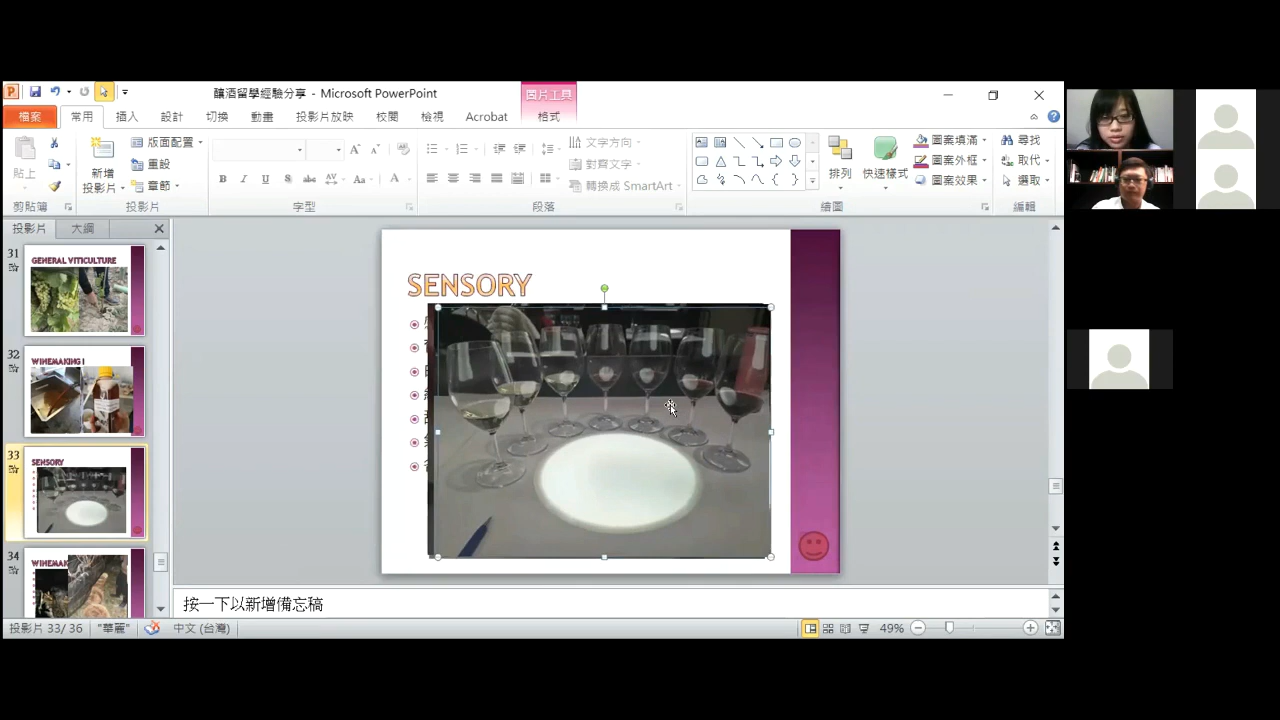 釀酒留學經驗分享 - Microsoft PowerPoint
圖片工具
檔案 常用 插入 設計 切換 動畫 投影片放映 校閱 檢視 Acrobat 格式
貼上
剪貼簿
新增
投影片
版面配置
重設
章節
投影片
B I U S abc AV Aa A
字型
文字方向
對齊文字
轉換成 SmartArt
段落
排列
快速樣式
圖案填滿
圖案外框
圖案效果
繪圖
尋找
取代
選取
編輯
投影片 大綱
31
GENERAL VITICULTURE
32
WINEMAKING I
33
SENSORY
34
SENSORY
按一下以新增備忘稿
投影片 33/ 36 "華麗" 中文 (台灣) 49%